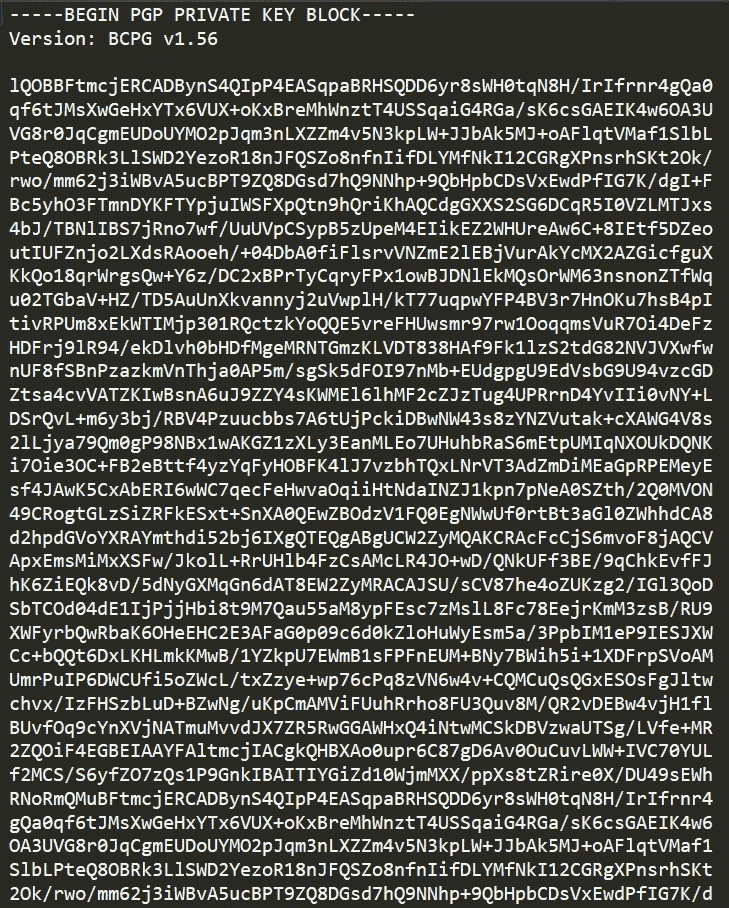 -----BEGIN PGP PRIVATE KEY BLOCK-----
Version: BCPG v1.56
lQOBBFtmcjERCADBynS4QIpP4EASqpaBRHSQDD6yr8sWH0tqN8H/IrIfrnr4gQa0
qf6tJMsXwGeHxYTx6VUX+oKxBreMhWnztT4USSqaiG4RGa/sK6csGAEIK4w6OA3U
VG8r0JqCgmEUDoUYMO2pJqm3nLXZZm4v5N3kpLW+JJbAk5MJ+oAFlqtVMaf1SlbL
PteQ8OBRk3LlSWD2YezoR18nJFQSZo8nfnIifDLYMfNkI12CGRgXPnsrhSKt2Ok/
rwo/mm62j3iWBvA5ucBPT9ZQ8DGsd7hQ9NNhp+9QbHpbCDsVxEwdPfIG7K/dgI+F
Bc5yhO3FTmnDYKFTYpjuIWSFXpQtn9hQriKhAQCdgGXXS2SG6DCqR5I0VZLMTJxs
4bJ/TBNlIBS7jRno7wf/UuUVpCSypB5zUpeM4EIikEZ2WHUreAw6C+8IEtf5DZeo
utIUFZnjo2LXdsRAooeh/+04DbA0fiFlsrvVNZmE2lEBjVurAkYcMX2AZGicfguX
KkQo18qrWrgsQw+Y6z/DC2xBPrTyCqryFPx1owBJDNlEkMQsOrWM63nsnonZTfWq
u02TGbaV+HZ/TD5AuUnXkvannyj2uVwplH/kT77uqpwYFP4BV3r7HnOKu7hsB4pI
tivRPUm8xEkWTIMjp301RQctzkYoQQE5vreFHUwsmr97rw1OoqqmsVuR7Oi4DeFz
HDFrj9lR94/ekDlvh0bHDfMgeMRNTGmzKLVDT838HAf9Fk1lzS2tdG82NVJVXwfw
nUF8fSBnPzazkmVnThja0AP5m/sgSk5dFOI97nMb+EUdgpgU9EdVsbG9U94vzcGD
Ztsa4cvVATZKIwBsnA6uJ9ZZY4sKWMEl6lhMF2cZJzTug4UPRrnD4YvIIi0vNY+L
DSrQvL+m6y3bj/RBV4Pzuucbbs7A6tUjPckiDBwNW43s8zYNZVutak+cXAWG4V8s
2lLjya79Qm0gP98NBx1wAKGZ1zXLy3EanMLEo7UHuhbRaS6mEtpUMIqNXOUkDQNK
i7Oie3OC+FB2eBttf4yzYqFyHOBFK4lJ7vzbhTQxLNrVT3AdZmDiMEaGpRPEMeyE
sf4JAwK5CxAbERI6wWC7qecFeHwvaOqiiHtNdaINZJ1kpn7pNeA0SZth/2Q0MVON
49CRogtGLzSiZRFkESxt+SnXA0QEwZBOdzV1FQ0EgNWwUf0rtBt3aGl0ZWhhdCA8
d2hpdGVoYXRAYmthdi52bj6IXgQTEQgABgUCW2ZyMQAKCRAcFcCjS6mvoF8jAQCV
ApxEmsMiMxXSFw/JkolL+RrUHlb4FzCsAMcLR4JO+wD/QNkUFf3BE/9qChkEvfFJ
hK6ZiEQk8vD/5dNyGXMqGn6dAT8EW2ZyMRACAJSU/sCV87he4oZUKzg2/IGl3QoD
SbTCOd04dE1IjPjjHbi8t9M7Qau55aM8ypFEsc7zMslL8Fc78EejrKmM3zsB/RU9
XWFyrbQwRbaK6OHeEHC2E3AFaG0p09c6d0kZloHuWyEsm5a/3PpbIM1eP9IESJXW
Cc+bQQt6DxLKHLmkKMwB/1YZkpU7EWmB1sFPFnEUM+BNy7BWih5i+1XDFrpSVoAM
UmrPuIP6DWCUfi5oZWcL/txZzye+wp76cPq8zVN6w4v+CQMCuQsQGxESOsFgJltw
chvx/IzFHSzbLuD+BZwNg/uKpCmAMViFUuhRrho8FU3Quv8M/QR2vDEBw4vjH1fl
BUvfOq9cYnXVjNATmuMvvdJX7ZR5RwGGAWHxQ4iNtwMCSkDBVzwaUTSg/LVfe+MR
2ZQOiF4EGBEIAAYFAltmcjIACgkQHBXAo0upr6C87gD6Av0OuCuvLWW+IVC70YUL
f2MCS/S6yfZO7zQs1P9GnkIBAITIYGiZd10WjmMXX/ppXs8tZRire0X/DU49sEWh
RNoRmQMuBFtmcjERCADBynS4QIpP4EASqpaBRHSQDD6yr8sWH0tqN8H/IrIfrnr4
gQa0qf6tJMsXwGeHxYTx6VUX+oKxBreMhWnztT4USSqaiG4RGa/sK6csGAEIK4w6
OA3UVG8r0JqCgmEUDoUYMO2pJqm3nLXZZm4v5N3kpLW+JJbAk5MJ+oAFlqtVMaf1
SlbLPteQ8OBRk3LlSWD2YezoR18nJFQSZo8nfnIifDLYMfNkI12CGRgXPnsrhSKt
2Ok/rwo/mm62j3iWBvA5ucBPT9ZQ8DGsd7hQ9NNhp+9QbHpbCDsVxEwdPfIG7K/d